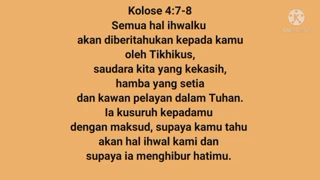 Kolose 4:7-8
Semua hal ihwalku
akan diberitahukan kepada kamu
oleh Tikhikus,
saudara kita yang kekasih,
hamba yang setia
dan kawan pelayan dalam Tuhan.
Ia kusuruh kepadamu
dengan maksud, supaya kamu tahu
akan hal ihwal kami dan
supaya ia menghibur hatimu.